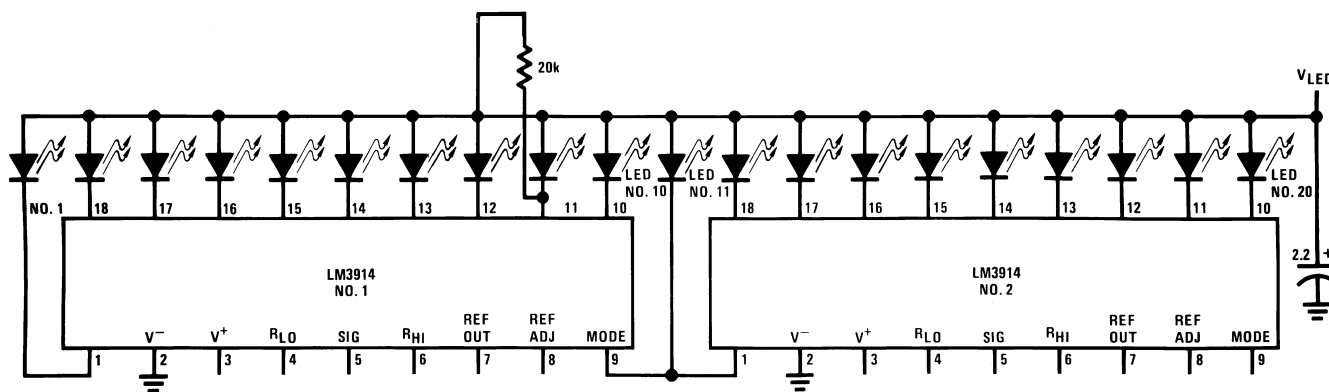 20k
V LED
LED NO. 10
LED NO. 11
LED NO. 20
NO. 1 18 17 16 15 14 13 12 11 10
18 17 16 15 14 13 12 11 10
2.2 +
LM3914
NO. 1
LM3914
NO. 2
V− V+ RLO SIG RHI REF OUT REF ADJ MODE
1 2 3 4 5 6 7 8 9
V− V+ RLO SIG RHI REF OUT REF ADJ MODE
1 2 3 4 5 6 7 8 9